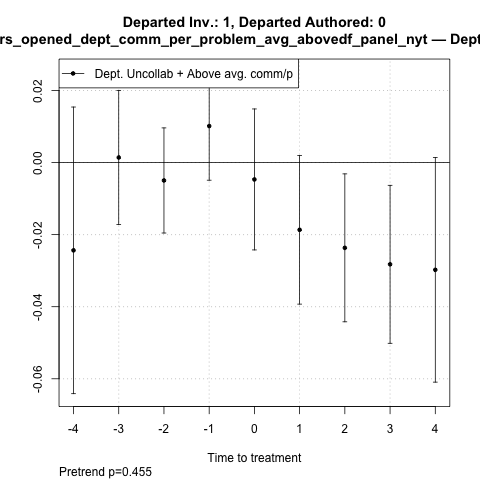 Departed Inv.: 1, Departed Authored: 0
rs_opened_dept_comm_per_problem_avg_abovedf_panel_nyt — Dept
Dept. Uncollab + Above avg. comm/p
0.02
0.00
-0.02
-0.04
-0.06
-4 -3 -2 -1 0 1 2 3 4
Time to treatment
Pretrend p=0.455